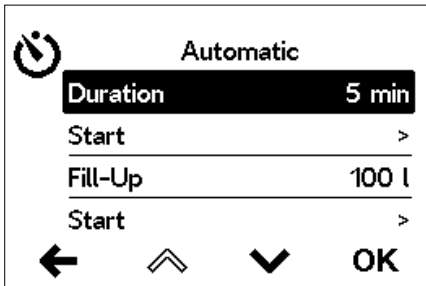 Automatic
Duration 5 min
Start >
Fill-Up 100 l
Start >
OK